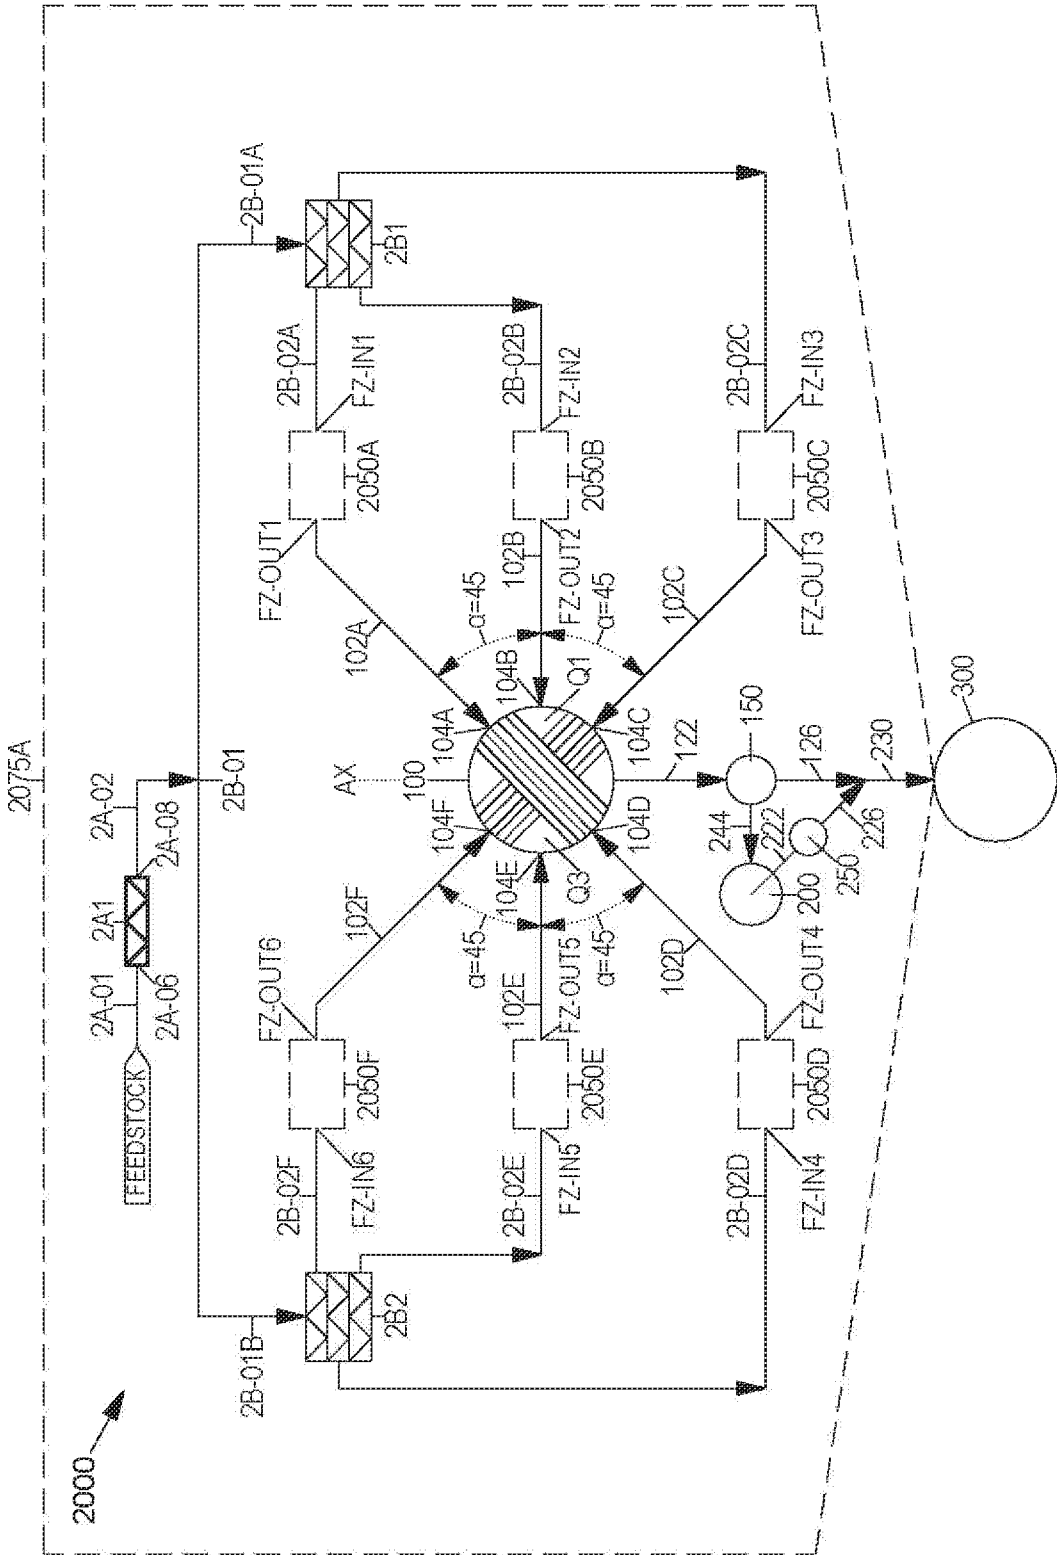 2000
2075A
FEEDSTOCK
2A-01
2A-06
2A1
2A-02
2A-08
2B-01
2B-01A
2B-01B
2B1
2B2
2B-02A
FZ-IN1
2050A
FZ-OUT1
102A
104A
2B-02B
FZ-IN2
2050B
FZ-OUT2
102B
104B
2B-02C
FZ-IN3
2050C
FZ-OUT3
102C
104C
α=45
α=45
Q1
AX
100
2B-02F
FZ-IN6
2050F
FZ-OUT6
102F
104F
2B-02E
FZ-IN5
2050E
FZ-OUT5
102E
104E
2B-02D
FZ-IN4
2050D
FZ-OUT4
102D
104D
α=45
α=45
Q3
122
150
244
222
200
250
126
226
230
300